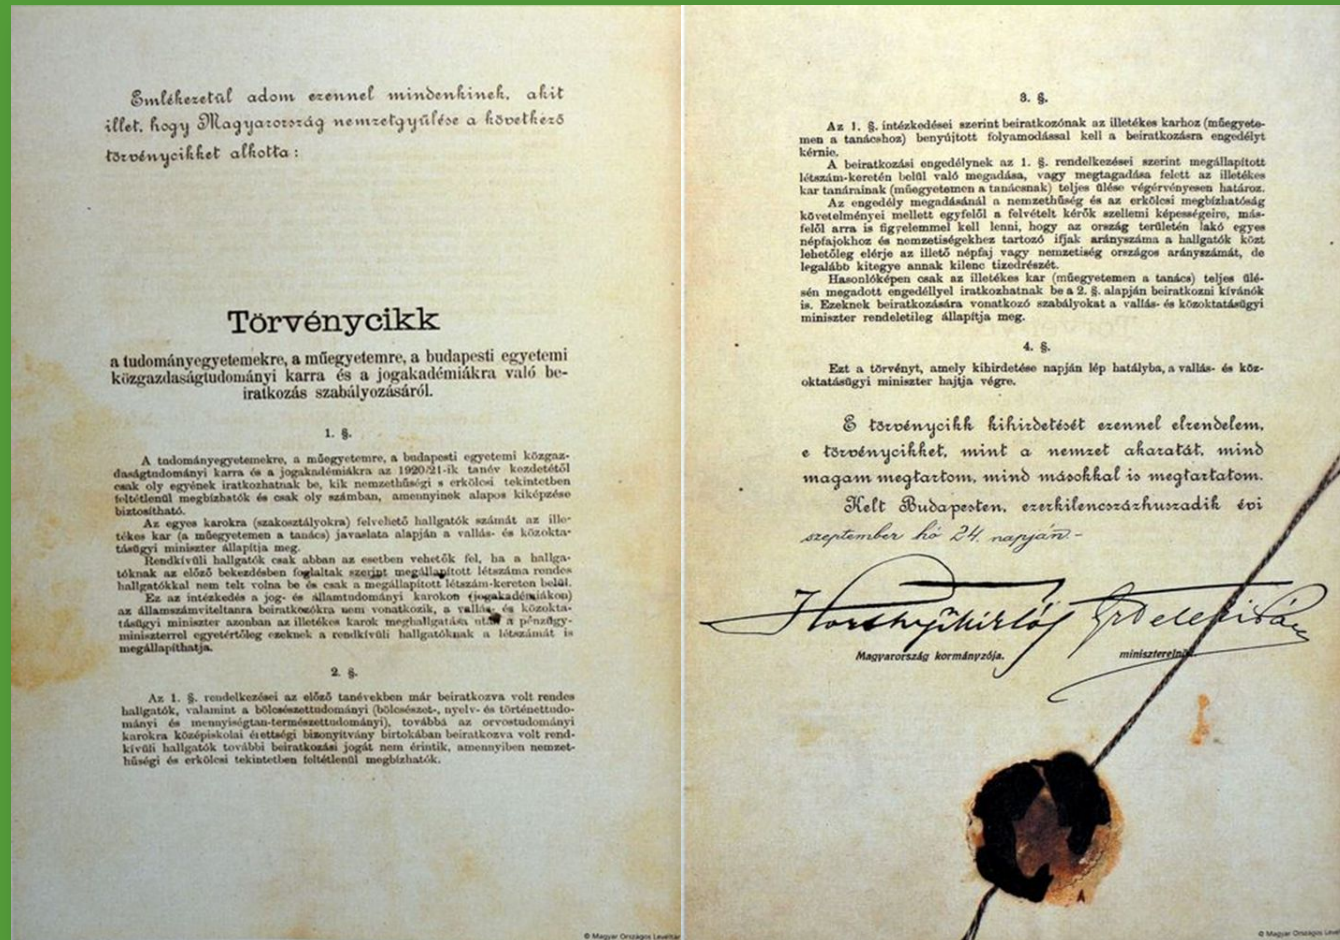 Emlékezetül adom ezennel mindenkinek, akit
illet, hogy Magyarország nemzetgyűlése a következő
törvénycikket alkotta:
Törvénycikk
a tudományegyetemekre, a műegyetemre, a budapesti egyetemi
közgazdaságtudományi karra és a jogakadémiákra való be-
iratkozás szabályozásáról.
1. §.
A tudományegyetemekre, a műegyetemre, a budapesti egyetemi közgaz-
daságtudományi karra és a jogakadémiákra az 1920/21-ik tanév kezdetétől
csak oly egyének iratkozhatnak be, kik nemzethűségi s erkölcsi tekintetben
feltétlenül megbízhatók és csak oly számban, amennyinek alapos kiképzése
biztosítható.
Az egyes karokra (szakosztályokra) felvehető hallgatók számát az ille-
tékes kar (a műegyetemen a tanács) javaslata alapján a vallás- és közokta-
tásügyi miniszter állapítja meg.
Rendkívüli hallgatók csak abban az esetben vehetők fel, ha a hallga-
tóknak az előző bekezdésben foglaltak szerint megállapított létszáma rendes
hallgatókkal nem telt volna be és csak a megállapított létszám-kereten belül.
Ez az intézkedés a jog- és államtudományi karokon (jogakadémiákon)
az államszámviteltanra beiratkozókra nem vonatkozik, a vallás- és közokta-
tásügyi miniszter azonban az illetékes karok meghallgatása után a pénzügy-
miniszterrel egyetértőleg ezeknek a rendkívüli hallgatóknak a létszámát is
megállapíthatja.
2. §.
Az 1. §. rendelkezései az előző tanévekben már beiratkozva volt rendes
hallgatók, valamint a bölcsészettudományi (bölcsészet-, nyelv- és történettudo-
mányi és mennyiségtan-természettudományi), továbbá az orvostudományi
karokra középiskolai érettségi bizonyítvány birtokában beiratkozva volt rend-
kívüli hallgatók további beiratkozási jogát nem érintik, amennyiben nemzet-
hűségi és erkölcsi tekintetben feltétlenül megbízhatók.
© Magyar Országos Levéltár
3. §.
Az 1. §. intézkedései szerint beiratkozónak az illetékes karhoz (műegyete-
men a tanácshoz) benyújtott folyamodással kell a beiratkozásra engedélyt
kérnie.
A beiratkozási engedélynek az 1. §. rendelkezései szerint megállapított
létszám-keretén belül való megadása, vagy megtagadása felett az illetékes
kar tanárainak (műegyetemen a tanácsnak) teljes ülése végérvényesen határoz.
Az engedély megadásánál a nemzethűség és az erkölcsi megbízhatóság
követelményei mellett egyfelől a felvételt kérők szellemi képességeire, más-
felől arra is figyelemmel kell lenni, hogy az ország területén lakó egyes
népfajokhoz és nemzetiségekhez tartozó ifjak arányszáma a hallgatók közt
lehetőleg elérje az illető népfaj vagy nemzetiség országos arányszámát, de
legalább kitegye annak kilenc tizedrészét.
Hasonlóképen csak az illetékes kar (műegyetemen a tanács) teljes ülé-
sén megadott engedéllyel iratkozhatnak be a 2. §. alapján beiratkozni kívánók
is. Ezeknek beiratkozására vonatkozó szabályokat a vallás- és közoktatásügyi
miniszter rendeletileg állapítja meg.
4. §.
Ezt a törvényt, amely kihirdetése napján lép hatályba, a vallás- és köz-
oktatásügyi miniszter hajtja végre.
E törvénycikk kihirdetését ezennel elrendelem,
e törvénycikket, mint a nemzet akaratát, mind
magam megtartom, mind másokkal is megtartatom.
Kelt Budapesten, ezerkilencszázhuszadik évi
szeptember hó 24. napján.-
Horthy Miklós
Magyarország kormányzója.
miniszterelnök.
© Magyar Országos Levéltár